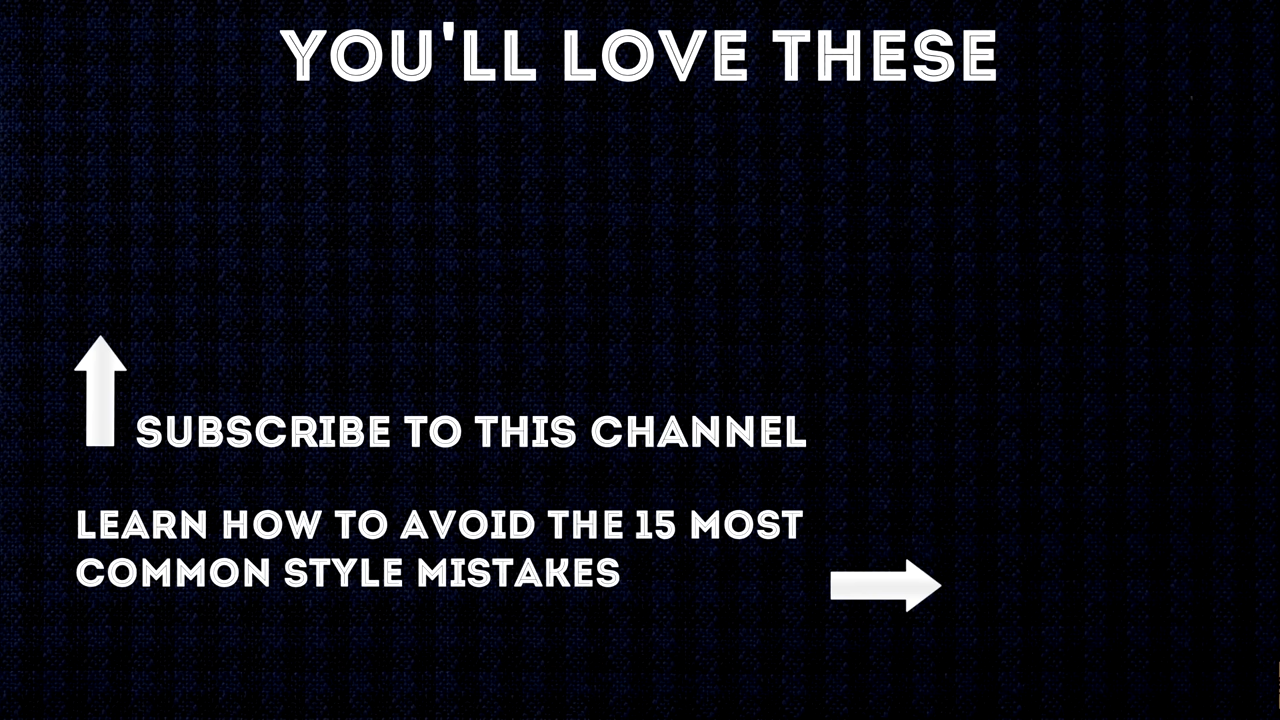 YOU'LL LOVE THESE
SUBSCRIBE TO THIS CHANNEL
LEARN HOW TO AVOID THE 15 MOST
COMMON STYLE MISTAKES